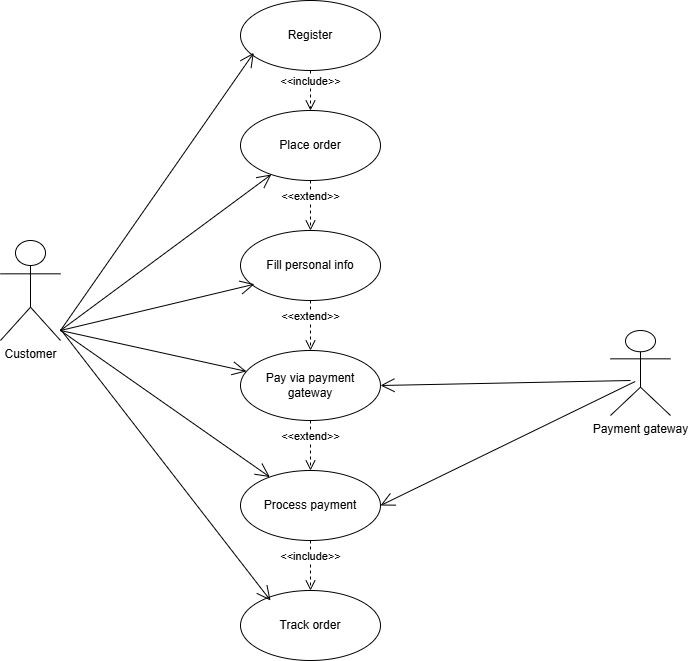 Register
<<include>>
Place order
<<extend>>
Fill personal info
<<extend>>
Customer
Pay via payment
gateway
Payment gateway
<<extend>>
Process payment
<<include>>
Track order